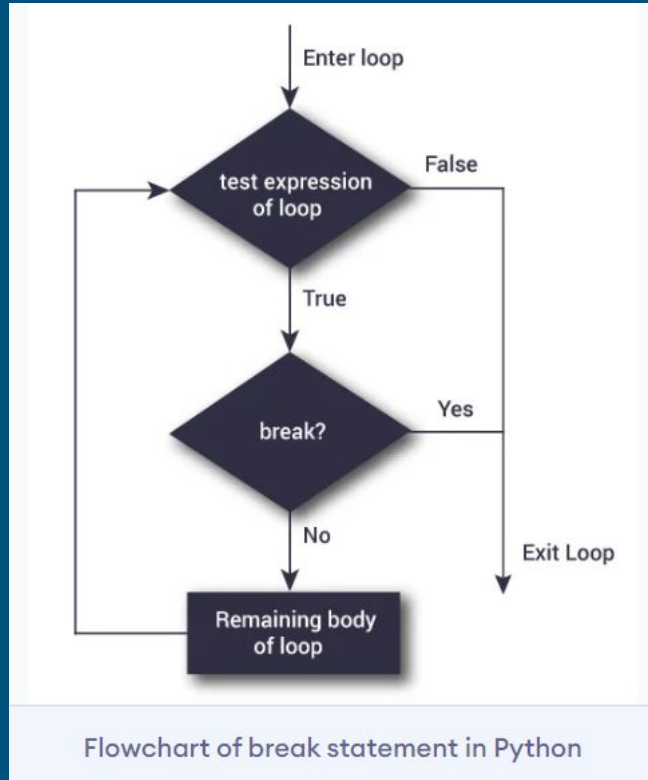 Enter loop
test expression
of loop
False
True
break?
Yes
No
Exit Loop
Remaining body
of loop
Flowchart of break statement in Python